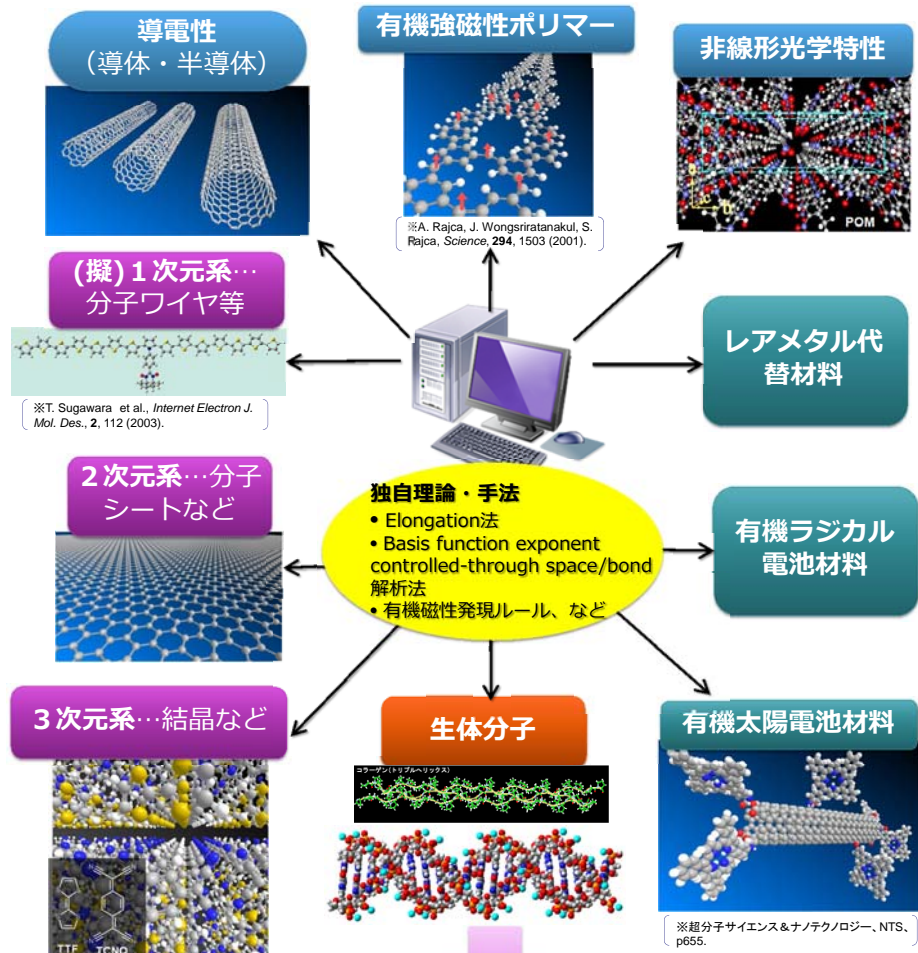 導電性
（導体・半導体）
有機強磁性ポリマー
非線形光学特性
POM
※A. Rajca, J. Wongsriratanakul, S.
Rajca, Science, 294, 1503 (2001).
(擬)１次元系…
分子ワイヤ等
※T. Sugawara et al., Internet Electron J.
Mol. Des., 2, 112 (2003).
レアメタル代
替材料
２次元系…分子
シートなど
独自理論・手法
• Elongation法
• Basis function exponent
controlled-through space/bond
解析法
• 有機磁性発現ルール、など
有機ラジカル
電池材料
３次元系…結晶など
TTF
TCNQ
生体分子
コラーゲン(トリプルヘリックス)
有機太陽電池材料
※超分子サイエンス＆ナノテクノロジー、NTS、
p655.